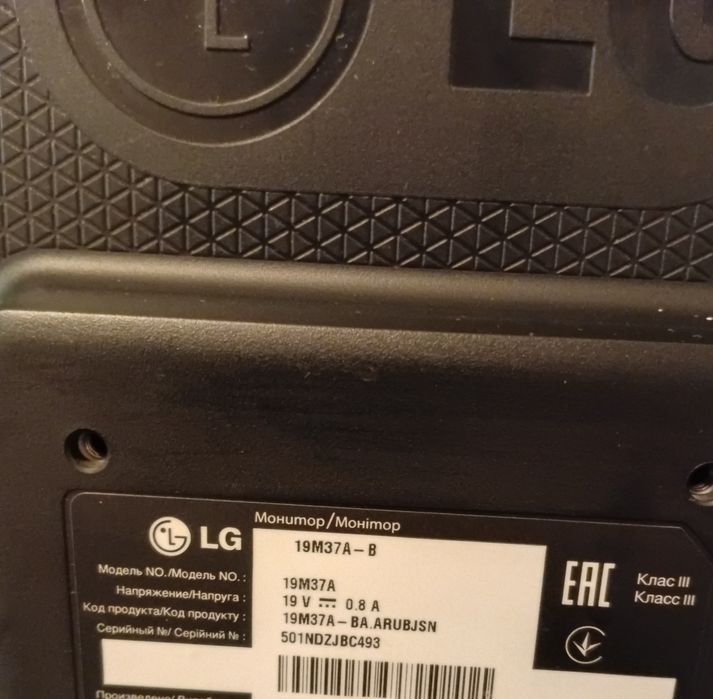 LG
LG
Монитор/Монітор
19M37A-B
Модель NO./Модель NO. : 19M37A
Напряжение/Напруга : 19 V ⎓ 0.8 A
Код продукта/Код продукту : 19M37A-BA.ARUBJSN
Серийный №/ Серійний № : 501NDZJBC493
EAC
Клас III
Класс III